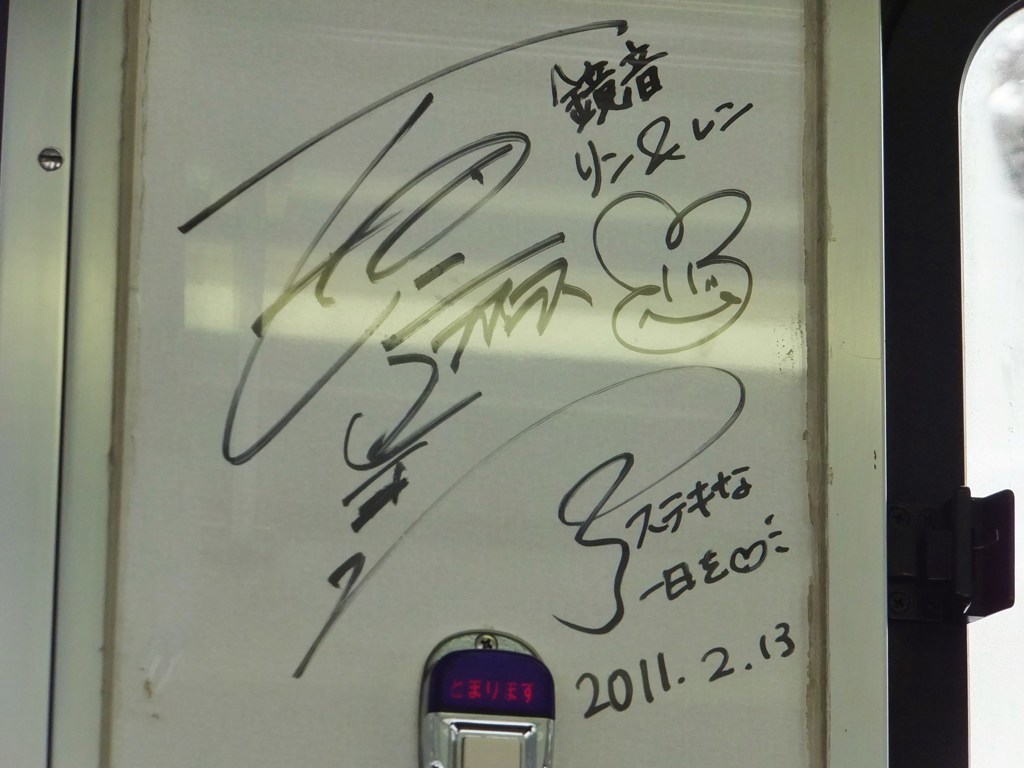 鏡音
リン&レン
ステキな
一日を
2011.2.13
とまります